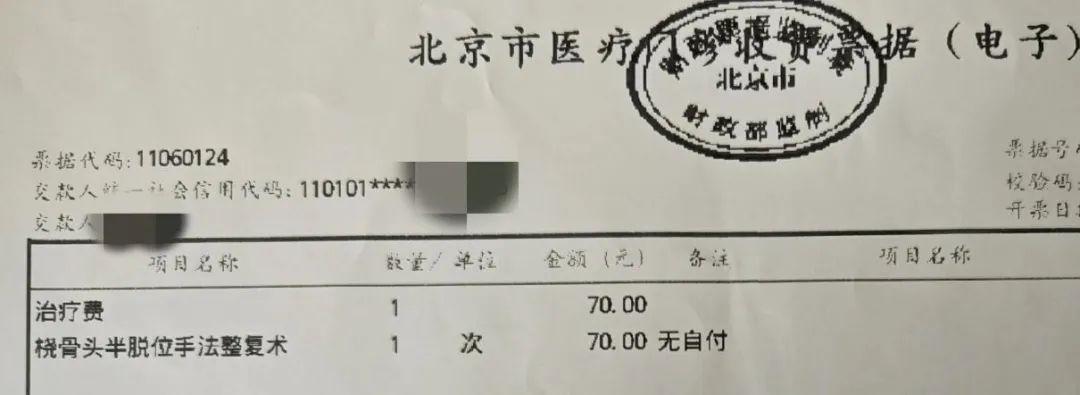 北京市医疗门诊收费票据（电子）
北京市
财政部监制
票据代码:11060124
交款人统一社会信用代码:110101****
交款人
票据号
校验码:
开票日
项目名称 数量/单位 金额（元） 备注 项目名称
治疗费 1 70.00
桡骨头半脱位手法整复术 1 次 70.00 无自付